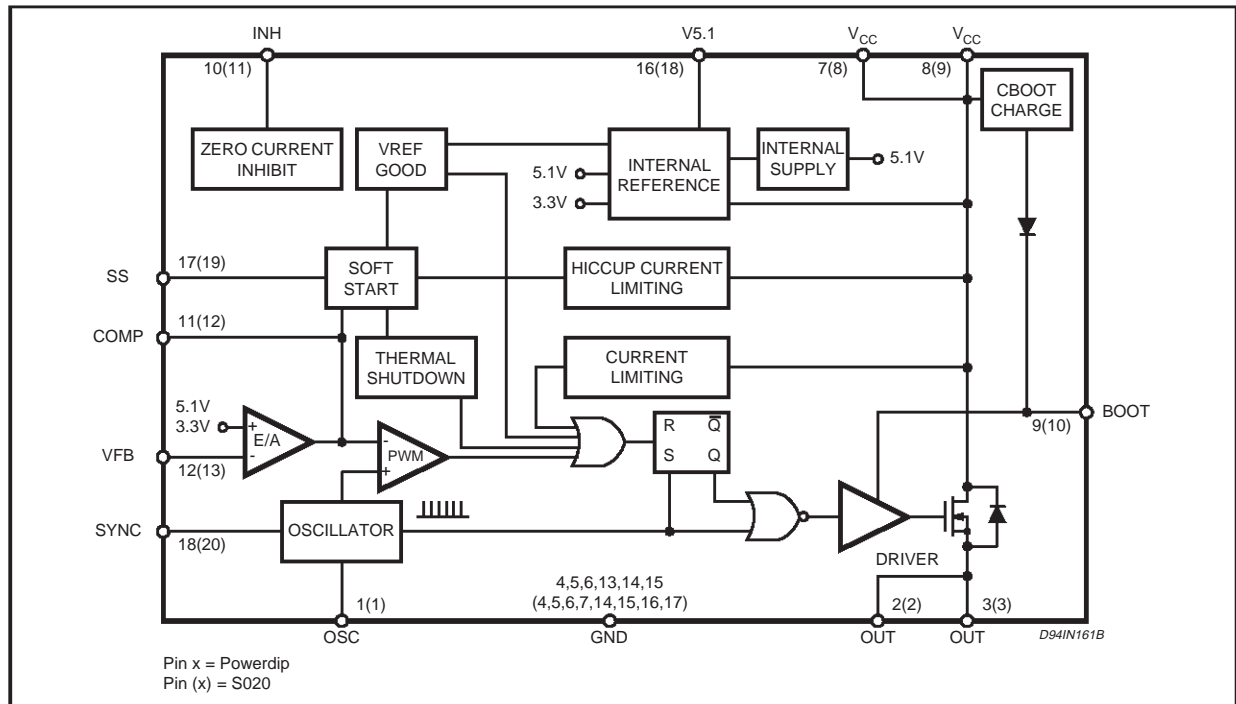 INH
V5.1
VCC
VCC
10(11)
16(18)
7(8)
8(9)
CBOOT
CHARGE
ZERO CURRENT
INHIBIT
VREF
GOOD
INTERNAL
REFERENCE
INTERNAL
SUPPLY
5.1V
5.1V
3.3V
SS
17(19)
SOFT
START
HICCUP CURRENT
LIMITING
COMP
11(12)
THERMAL
SHUTDOWN
CURRENT
LIMITING
5.1V
3.3V
+
E/A
-
VFB
12(13)
-
PWM
+
R Q̅
S Q
BOOT
9(10)
SYNC
18(20)
OSCILLATOR
DRIVER
1(1)
OSC
4,5,6,13,14,15
(4,5,6,7,14,15,16,17)
GND
2(2)
OUT
3(3)
OUT
D94IN161B
Pin x = Powerdip
Pin (x) = S020